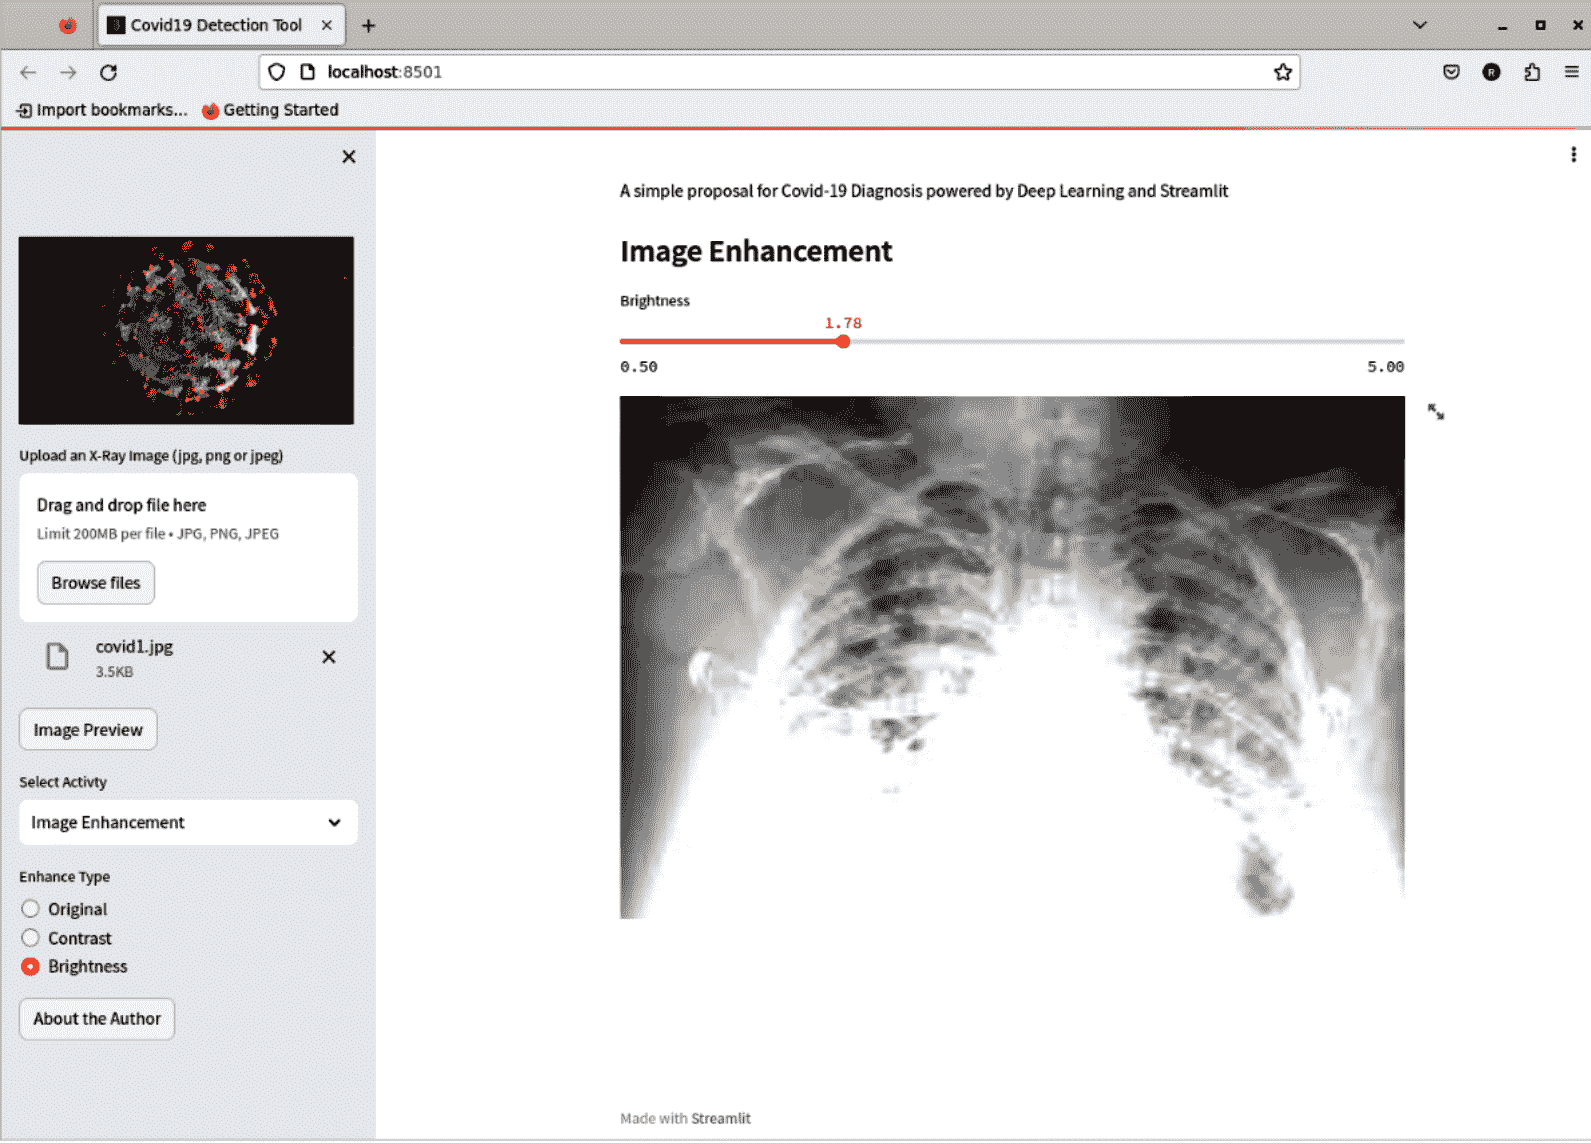 Covid19 Detection Tool
localhost:8501
R
Import bookmarks... Getting Started
A simple proposal for Covid-19 Diagnosis powered by Deep Learning and Streamlit
Image Enhancement
Brightness
1.78
0.50 5.00
Upload an X-Ray Image (jpg, png or jpeg)
Drag and drop file here
Limit 200MB per file • JPG, PNG, JPEG
Browse files
covid1.jpg
3.5KB
Image Preview
Select Activty
Image Enhancement
Enhance Type
Original
Contrast
Brightness
About the Author
Made with Streamlit